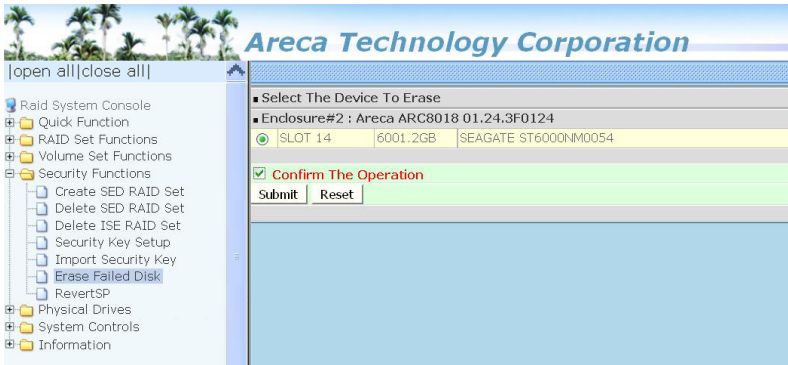 Areca Technology Corporation
|open all|close all|
Raid System Console
Quick Function
RAID Set Functions
Volume Set Functions
Security Functions
Create SED RAID Set
Delete SED RAID Set
Delete ISE RAID Set
Security Key Setup
Import Security Key
Erase Failed Disk
RevertSP
Physical Drives
System Controls
Information
Select The Device To Erase
Enclosure#2 : Areca ARC8018 01.24.3F0124
SLOT 14 6001.2GB SEAGATE ST6000NM0054
Confirm The Operation
Submit Reset